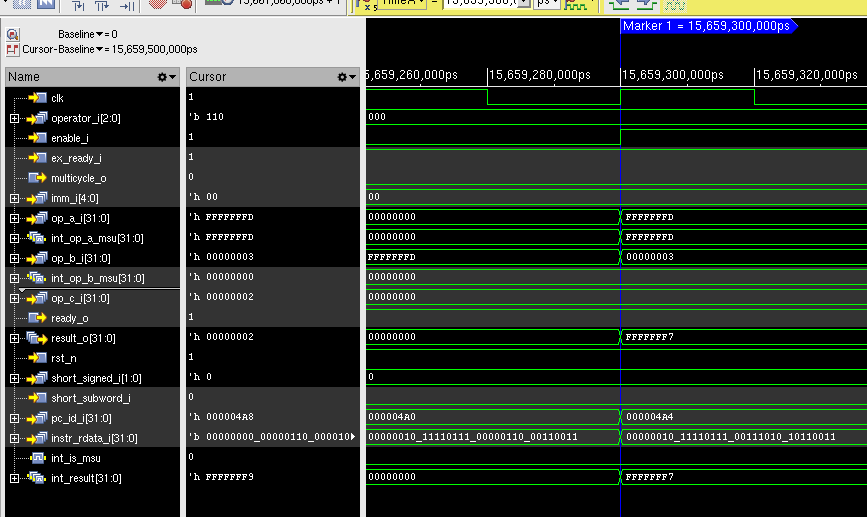 Marker 1 = 15,659,300,000ps
Baseline▼= 0
Cursor-Baseline▼= 15,659,500,000ps
Name Cursor 5,659,260,000ps 15,659,280,000ps 15,659,300,000ps 15,659,320,000ps
clk 1
operator_i[2:0] 'b 110 000
enable_i 1
ex_ready_i 1
multicycle_o 0
imm_i[4:0] 'h 00 00
op_a_i[31:0] 'h FFFFFFFD 00000000 FFFFFFFD
int_op_a_msu[31:0] 'h FFFFFFFD 00000000 FFFFFFFD
op_b_i[31:0] 'h 00000003 FFFFFFFD 00000003
int_op_b_msu[31:0] 'h 00000000 00000000
op_c_i[31:0] 'h 00000002 00000000
ready_o 1
result_o[31:0] 'h 00000002 00000000 FFFFFFF7
rst_n 1
short_signed_i[1:0] 'h 0 0
short_subword_i 0
pc_id_i[31:0] 'h 000004A8 000004A0 000004A4
instr_rdata_i[31:0] 'b 00000000_00000110_000010 00000010_11110111_00000110_00110011 00000010_11110111_00111010_10110011
int_is_msu 0
int_result[31:0] 'h FFFFFFF9 00000000 FFFFFFF7